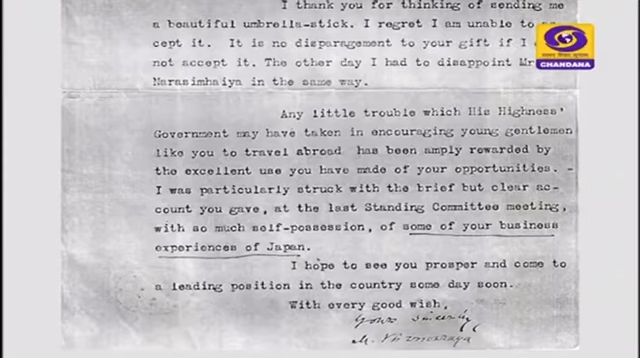 I thank you for thinking of sending me
a beautiful umbrella-stick. I regret I am unable to
cept it. It is no disparagement to your gift if I
not accept it. The other day I had to disappoint Mr
Narasimhaiya in the same way.
Any little trouble which His Highness'
Government may have taken in encouraging young gentlemen
like you to travel abroad has been amply rewarded by
the excellent use you have made of your opportunities. -
I was particularly struck with the brief but clear ac-
count you gave, at the last Standing Committee meeting,
with so much self-possession, of some of your business
experiences of Japan.
I hope to see you prosper and come to
a leading position in the country some day soon.
With every good wish,
Yours sincerely
M. Visvesvaraya
CHANDANA